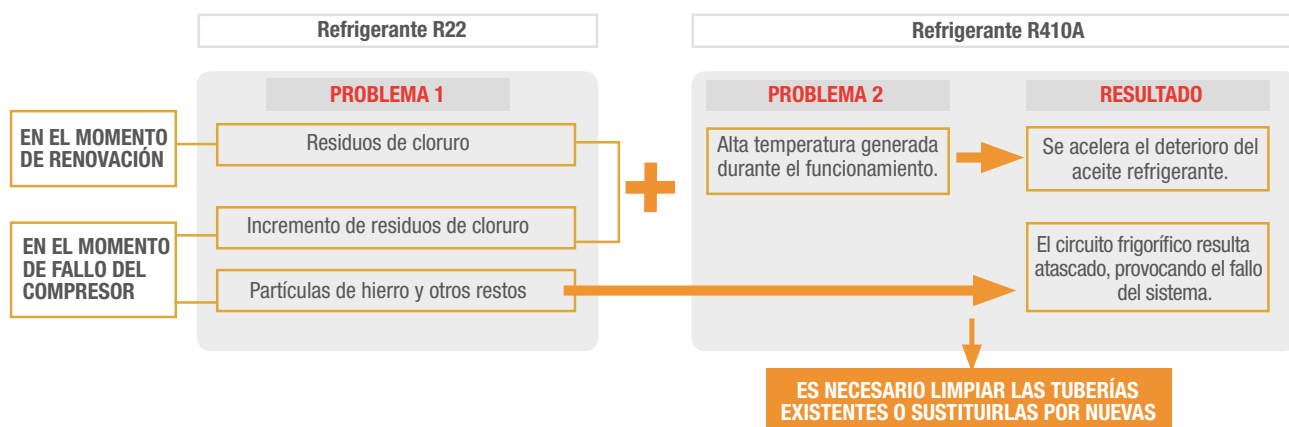 Refrigerante R22
Refrigerante R410A
PROBLEMA 1
PROBLEMA 2
RESULTADO
EN EL MOMENTO
DE RENOVACIÓN
Residuos de cloruro
Alta temperatura generada
durante el funcionamiento.
Se acelera el deterioro del
aceite refrigerante.
EN EL MOMENTO
DE FALLO DEL
COMPRESOR
Incremento de residuos de cloruro
Partículas de hierro y otros restos
El circuito frigorífico resulta
atascado, provocando el fallo
del sistema.
ES NECESARIO LIMPIAR LAS TUBERÍAS
EXISTENTES O SUSTITUIRLAS POR NUEVAS